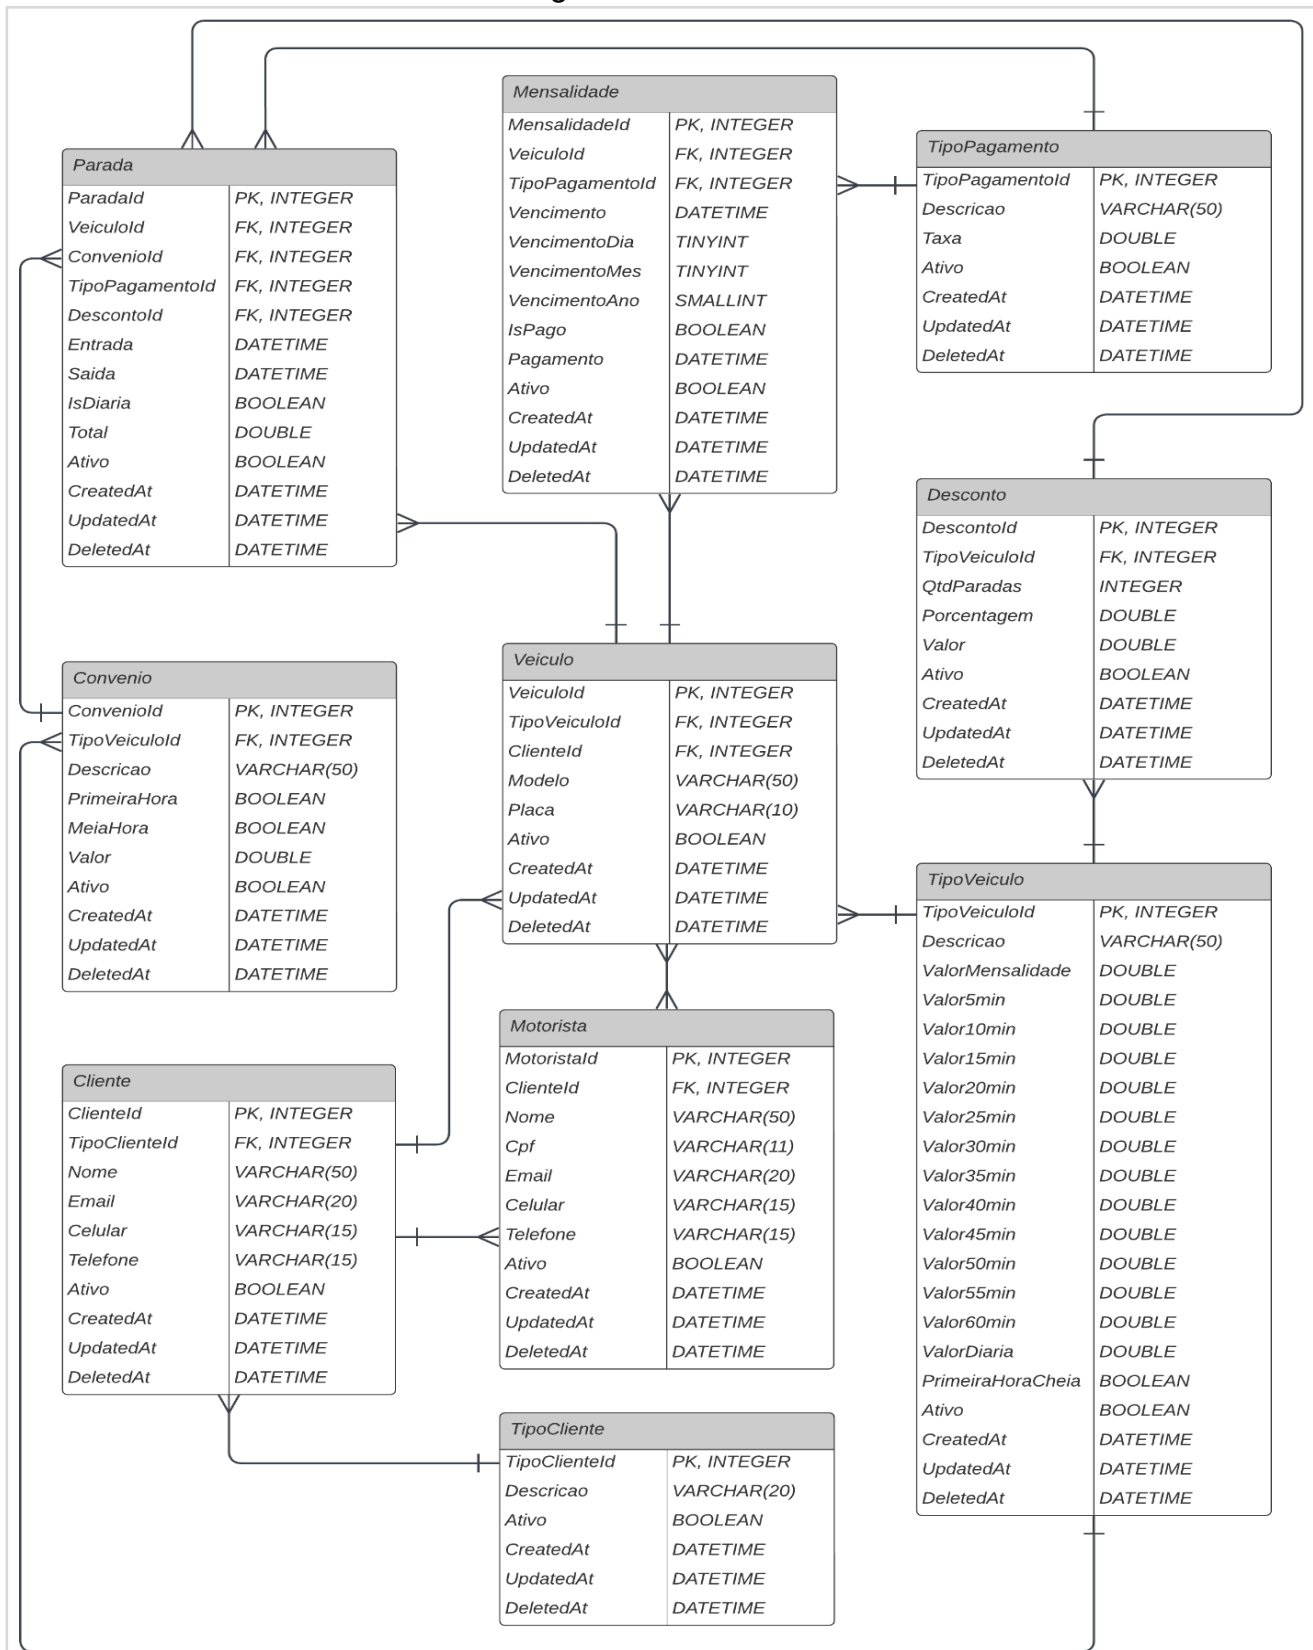 Parada
ParadaId PK, INTEGER
VeiculoId FK, INTEGER
ConvenioId FK, INTEGER
TipoPagamentoId FK, INTEGER
DescontoId FK, INTEGER
Entrada DATETIME
Saida DATETIME
IsDiaria BOOLEAN
Total DOUBLE
Ativo BOOLEAN
CreatedAt DATETIME
UpdatedAt DATETIME
DeletedAt DATETIME
Mensalidade
MensalidadeId PK, INTEGER
VeiculoId FK, INTEGER
TipoPagamentoId FK, INTEGER
Vencimento DATETIME
VencimentoDia TINYINT
VencimentoMes TINYINT
VencimentoAno SMALLINT
IsPago BOOLEAN
Pagamento DATETIME
Ativo BOOLEAN
CreatedAt DATETIME
UpdatedAt DATETIME
DeletedAt DATETIME
TipoPagamento
TipoPagamentoId PK, INTEGER
Descricao VARCHAR(50)
Taxa DOUBLE
Ativo BOOLEAN
CreatedAt DATETIME
UpdatedAt DATETIME
DeletedAt DATETIME
Desconto
DescontoId PK, INTEGER
TipoVeiculoId FK, INTEGER
QtdParadas INTEGER
Porcentagem DOUBLE
Valor DOUBLE
Ativo BOOLEAN
CreatedAt DATETIME
UpdatedAt DATETIME
DeletedAt DATETIME
Convenio
ConvenioId PK, INTEGER
TipoVeiculoId FK, INTEGER
Descricao VARCHAR(50)
PrimeiraHora BOOLEAN
MeiaHora BOOLEAN
Valor DOUBLE
Ativo BOOLEAN
CreatedAt DATETIME
UpdatedAt DATETIME
DeletedAt DATETIME
Veiculo
VeiculoId PK, INTEGER
TipoVeiculoId FK, INTEGER
ClienteId FK, INTEGER
Modelo VARCHAR(50)
Placa VARCHAR(10)
Ativo BOOLEAN
CreatedAt DATETIME
UpdatedAt DATETIME
DeletedAt DATETIME
TipoVeiculo
TipoVeiculoId PK, INTEGER
Descricao VARCHAR(50)
ValorMensalidade DOUBLE
Valor5min DOUBLE
Valor10min DOUBLE
Valor15min DOUBLE
Valor20min DOUBLE
Valor25min DOUBLE
Valor30min DOUBLE
Valor35min DOUBLE
Valor40min DOUBLE
Valor45min DOUBLE
Valor50min DOUBLE
Valor55min DOUBLE
Valor60min DOUBLE
ValorDiaria DOUBLE
PrimeiraHoraCheia BOOLEAN
Ativo BOOLEAN
CreatedAt DATETIME
UpdatedAt DATETIME
DeletedAt DATETIME
Cliente
ClienteId PK, INTEGER
TipoClienteId FK, INTEGER
Nome VARCHAR(50)
Email VARCHAR(20)
Celular VARCHAR(15)
Telefone VARCHAR(15)
Ativo BOOLEAN
CreatedAt DATETIME
UpdatedAt DATETIME
DeletedAt DATETIME
Motorista
MotoristaId PK, INTEGER
ClienteId FK, INTEGER
Nome VARCHAR(50)
Cpf VARCHAR(11)
Email VARCHAR(20)
Celular VARCHAR(15)
Telefone VARCHAR(15)
Ativo BOOLEAN
CreatedAt DATETIME
UpdatedAt DATETIME
DeletedAt DATETIME
TipoCliente
TipoClienteId PK, INTEGER
Descricao VARCHAR(20)
Ativo BOOLEAN
CreatedAt DATETIME
UpdatedAt DATETIME
DeletedAt DATETIME